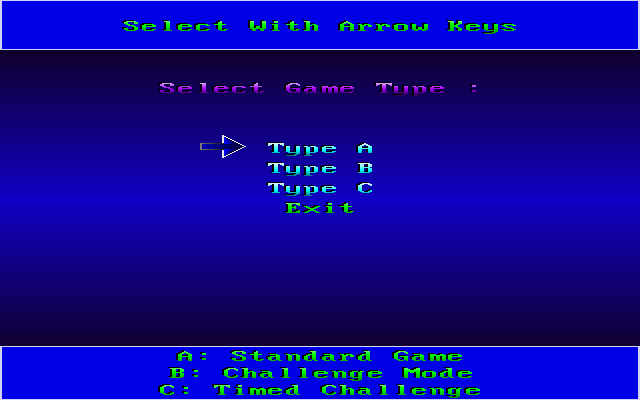 Select With Arrow Keys
Select Game Type :
Type A
Type B
Type C
Exit
A: Standard Game
B: Challenge Mode
C: Timed Challenge